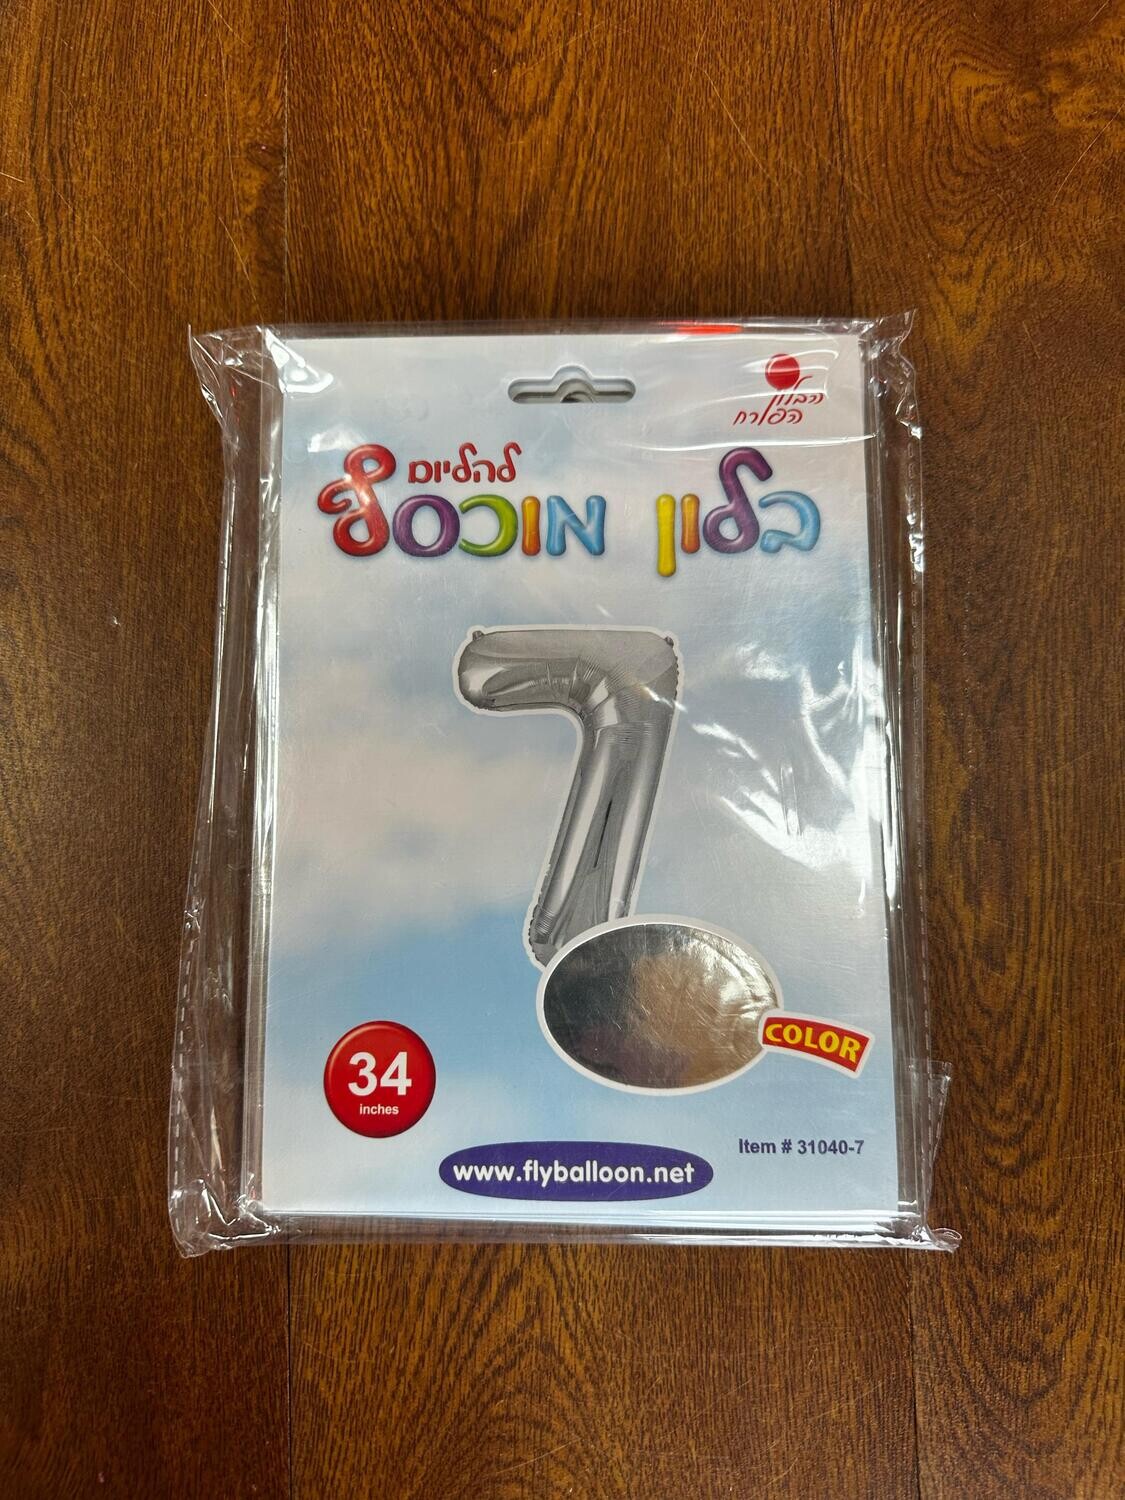 הבלון
הפורח
להליום
בלון מוכסף
34
inches
COLOR
Item # 31040-7
www.flyballoon.net